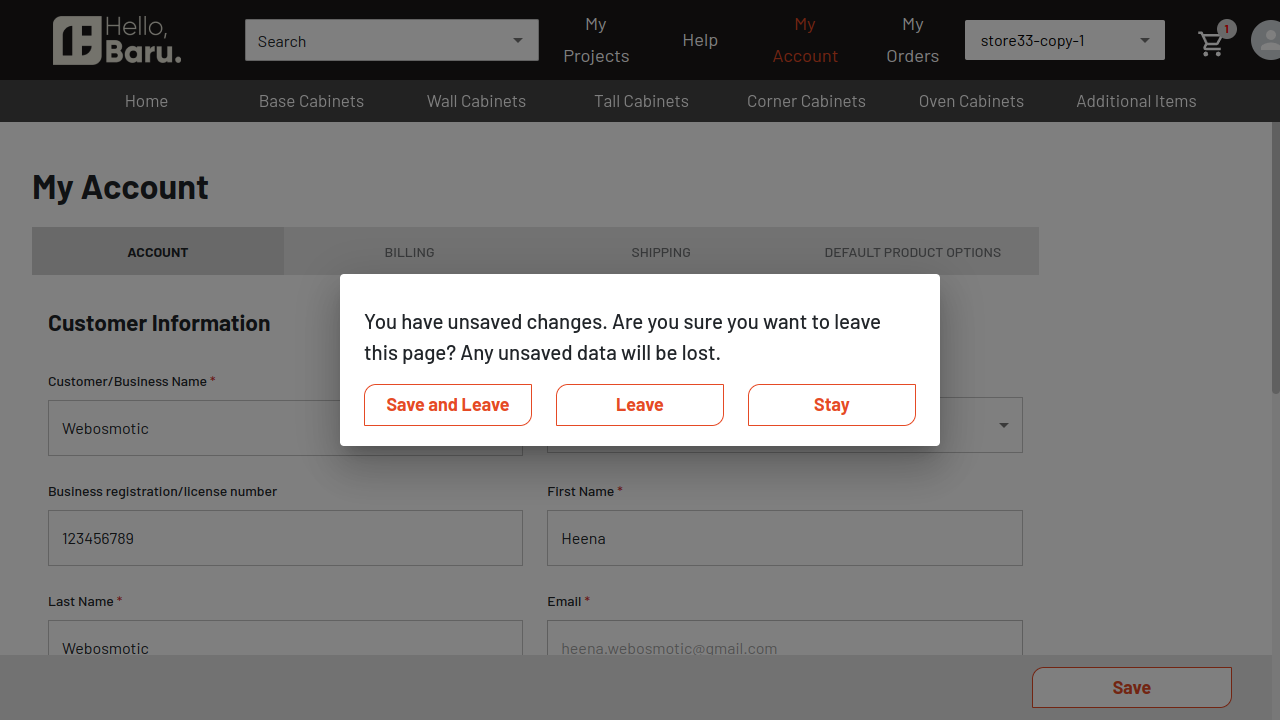 Hello,
Baru.
Search
My
Projects
Help
My
Account
My
Orders
store33-copy-1
1
Home
Base Cabinets
Wall Cabinets
Tall Cabinets
Corner Cabinets
Oven Cabinets
Additional Items
My Account
ACCOUNT
BILLING
SHIPPING
DEFAULT PRODUCT OPTIONS
Customer Information
You have unsaved changes. Are you sure you want to leave
this page? Any unsaved data will be lost.
Save and Leave
Leave
Stay
Customer/Business Name *
Webosmotic
Business registration/license number
First Name *
123456789
Heena
Last Name *
Email *
Webosmotic
heena.webosmotic@gmail.com
Save